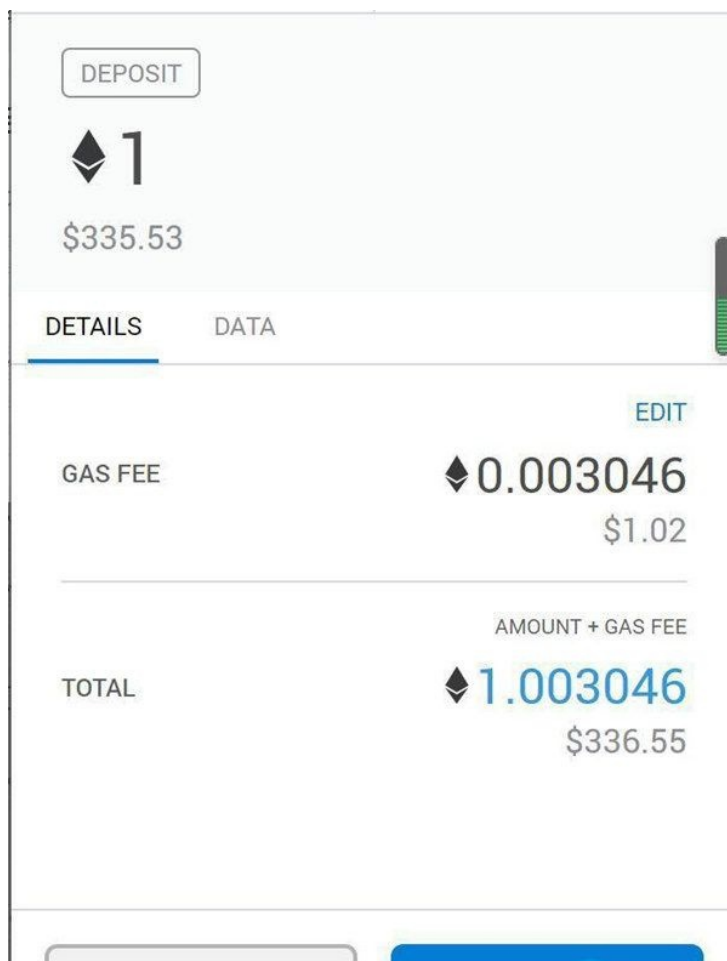 DEPOSIT
1
$335.53
DETAILS DATA
EDIT
GAS FEE 0.003046
$1.02
AMOUNT + GAS FEE
TOTAL 1.003046
$336.55